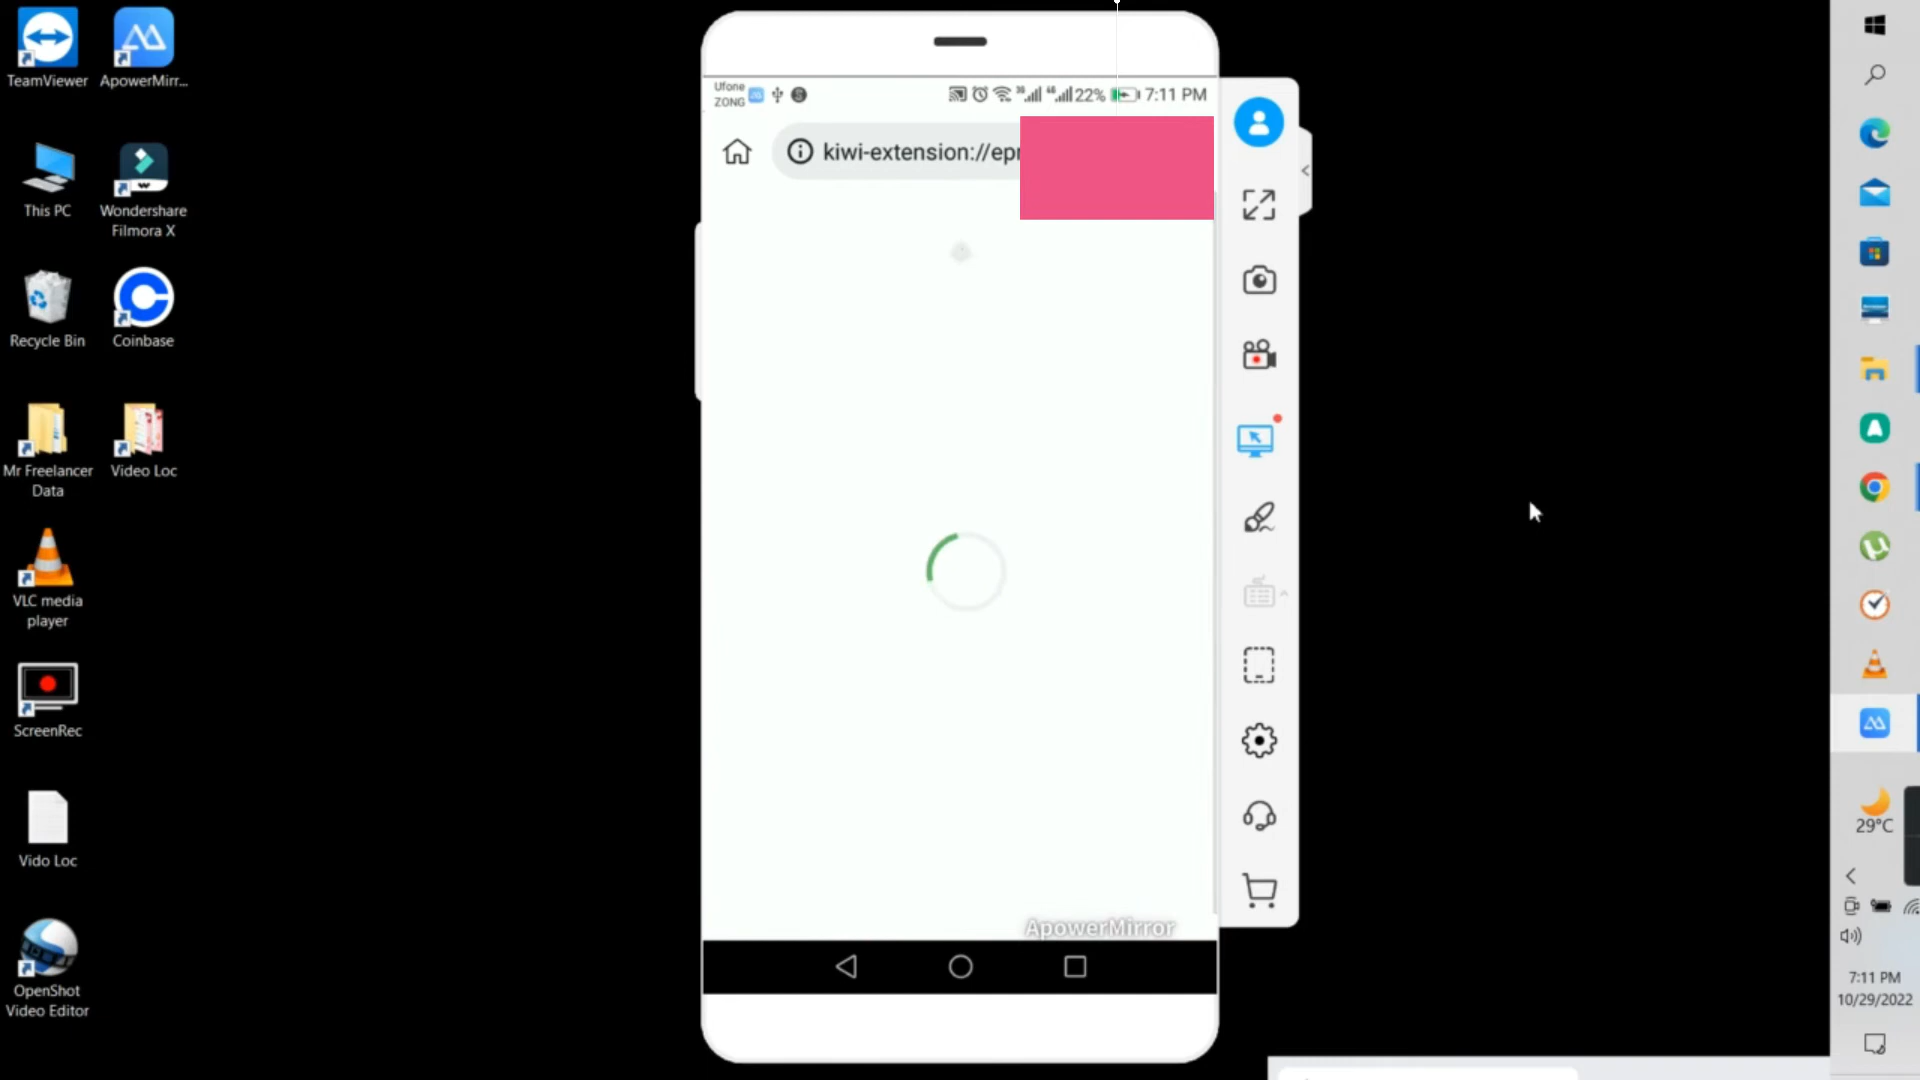 TeamViewer
ApowerMirr...
This PC
Wondershare
Filmora X
Recycle Bin
Coinbase
Mr Freelancer
Data
Video Loc
VLC media
player
ScreenRec
Vido Loc
OpenShot
Video Editor
Ufone
ZONG
22%
7:11 PM
kiwi-extension://ep
ApowerMirror
29°C
7:11 PM
10/29/2022